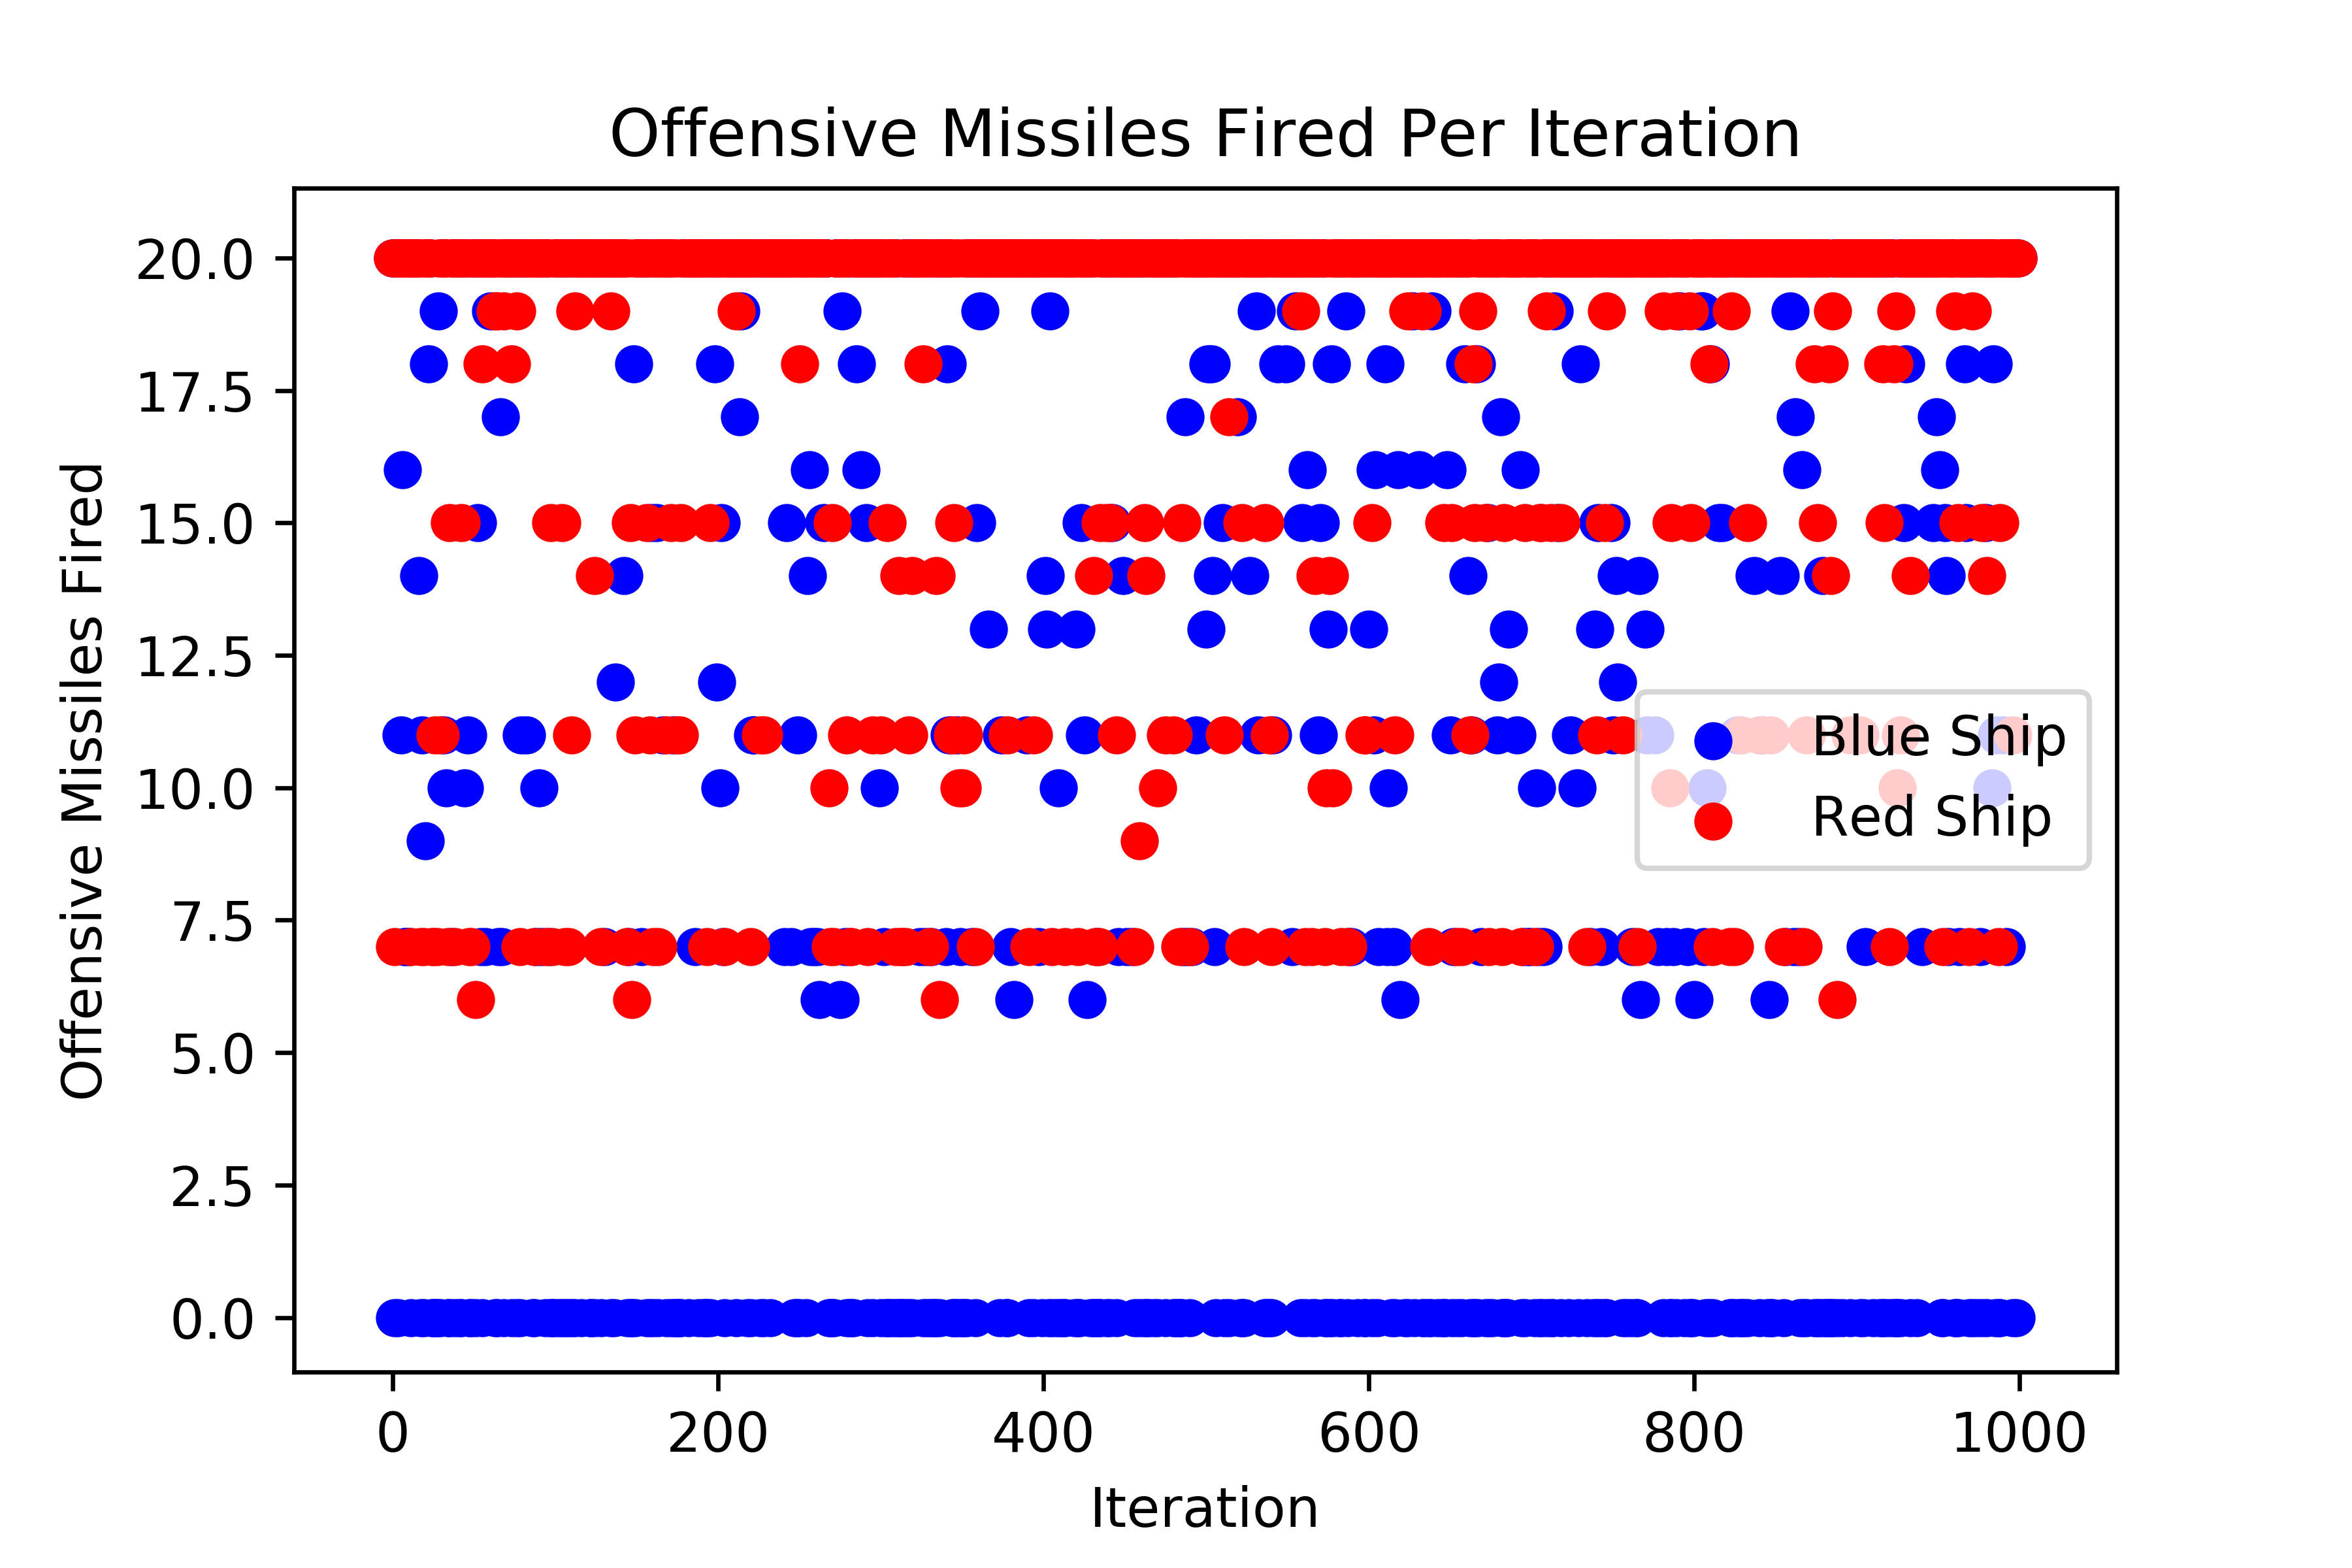 Offensive Missiles Fired Per Iteration
Offensive Missiles Fired
20.0
17.5
15.0
12.5
10.0
7.5
5.0
2.5
0.0
Blue Ship
Red Ship
0 200 400 600 800 1000
Iteration